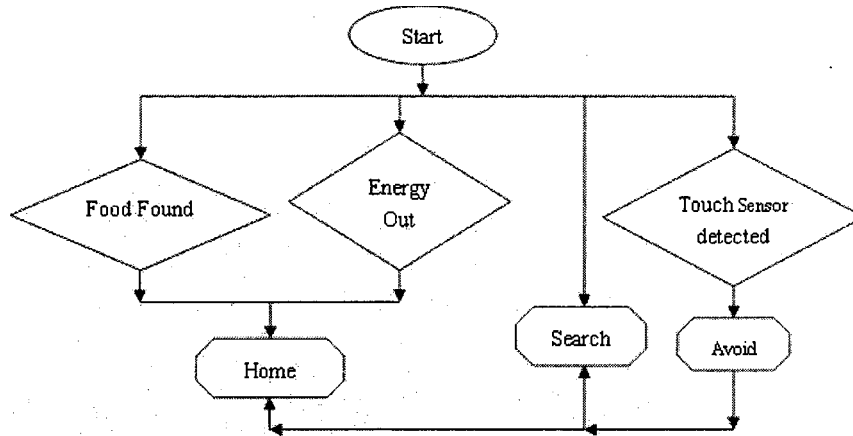 Start
Food Found
Energy
Out
Touch Sensor
detected
Search
Avoid
Home